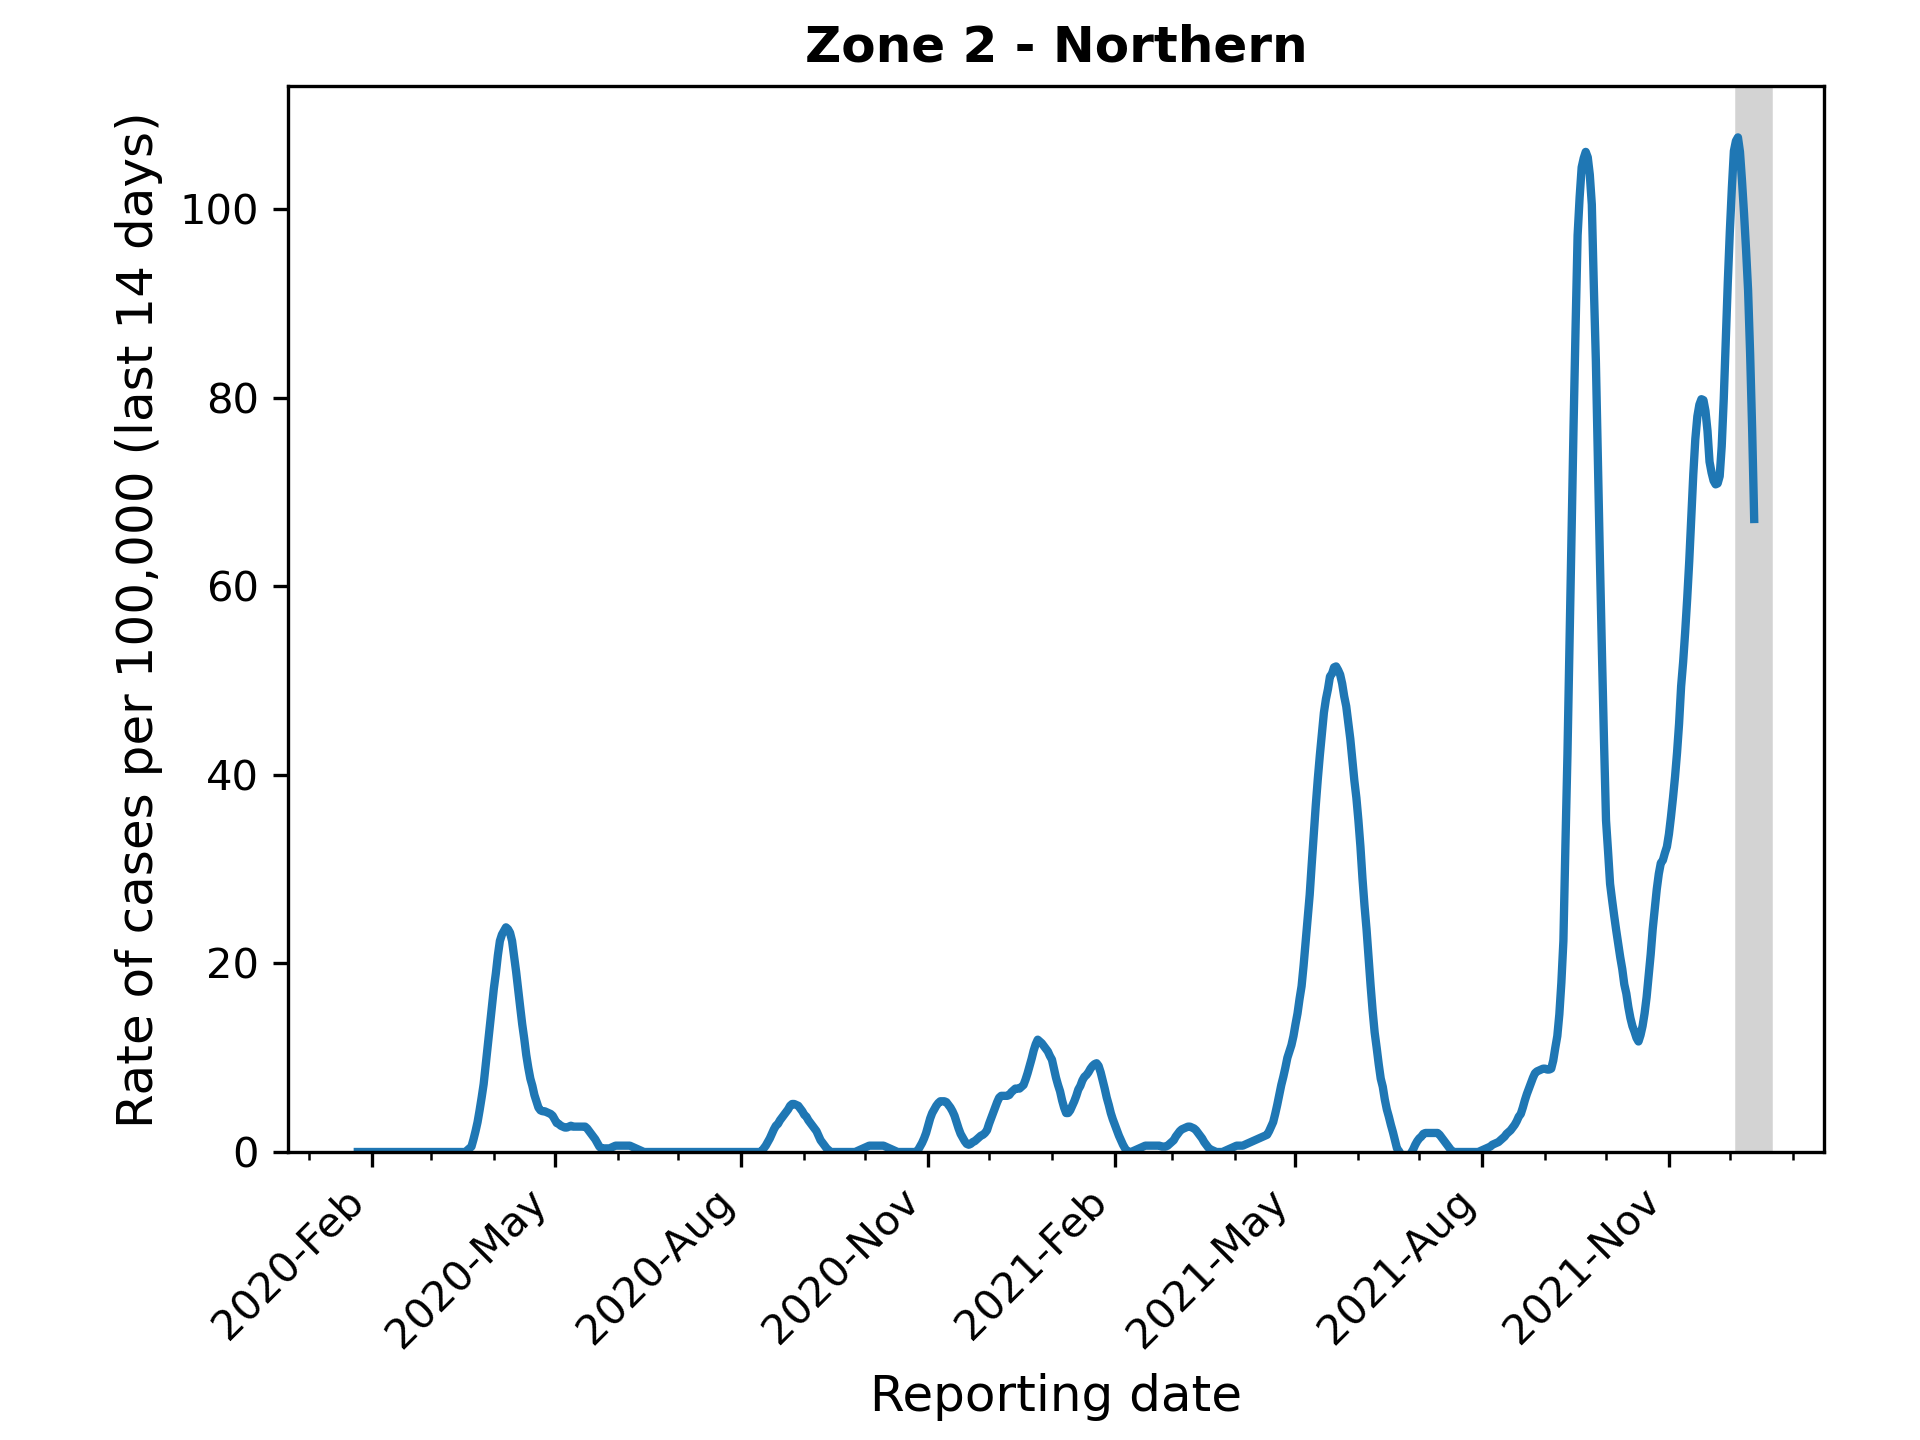 Zone 2 - Northern
Rate of cases per 100,000 (last 14 days)
100
80
60
40
20
0
2020-Feb
2020-May
2020-Aug
2020-Nov
2021-Feb
2021-May
2021-Aug
2021-Nov
Reporting date